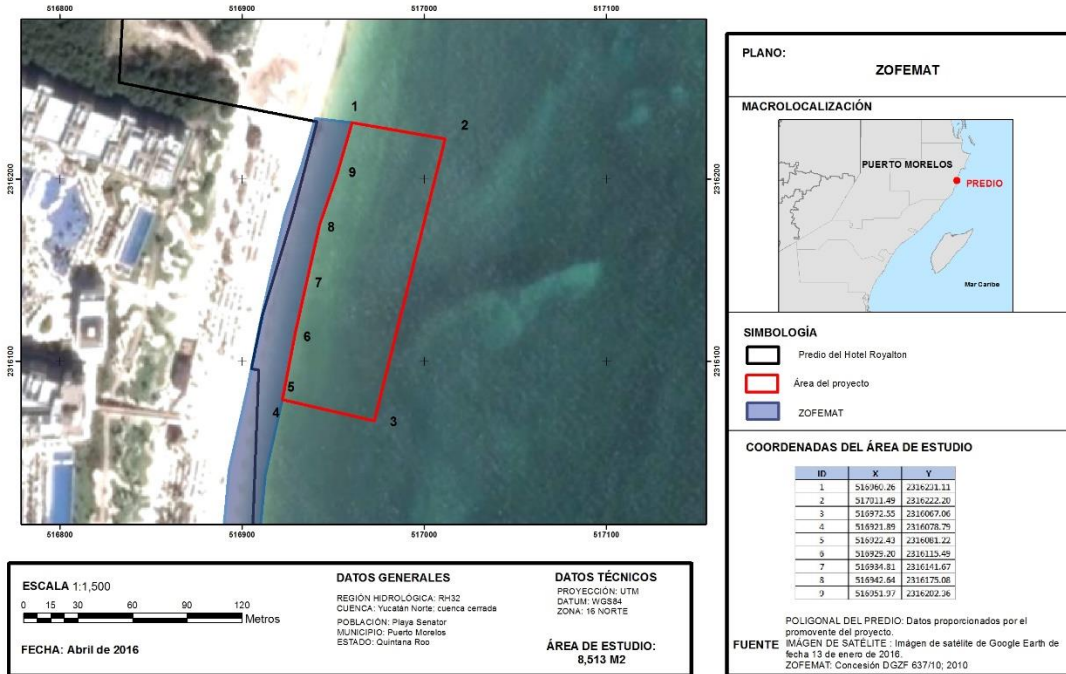 516800 516900 517000 517100
2316200
2316100
2316200
2316100
516800 516900 517000 517100
1
2
9
8
7
6
5
4
3
PLANO:
ZOFEMAT
MACROLOCALIZACIÓN
PUERTO MORELOS
PREDIO
Mar Caribe
SIMBOLOGÍA
Predio del Hotel Royalton
Área del proyecto
ZOFEMAT
COORDENADAS DEL ÁREA DE ESTUDIO
ID X Y
1 516960.26 2316231.11
2 517011.49 2316222.20
3 516972.55 2316067.06
4 516921.89 2316078.79
5 516922.43 2316081.22
6 516929.20 2316115.49
7 516934.81 2316141.67
8 516942.64 2316175.08
9 516951.97 2316202.36
FUENTE
POLIGONAL DEL PREDIO: Datos proporcionados por el
promovente del proyecto.
IMÁGEN DE SATÉLITE : Imágen de satélite de Google Earth de
fecha 13 de enero de 2016.
ZOFEMAT: Concesión DGZF 637/10; 2010
ESCALA 1:1,500
0 15 30 60 90 120
Metros
FECHA: Abril de 2016
DATOS GENERALES
REGIÓN HIDROLÓGICA: RH32
CUENCA: Yucatán Norte: cuenca cerrada
POBLACIÓN: Playa Senator
MUNICIPIO: Puerto Morelos
ESTADO: Quintana Roo
DATOS TÉCNICOS
PROYECCIÓN: UTM
DATUM: WGS84
ZONA: 16 NORTE
ÁREA DE ESTUDIO:
8,513 M2